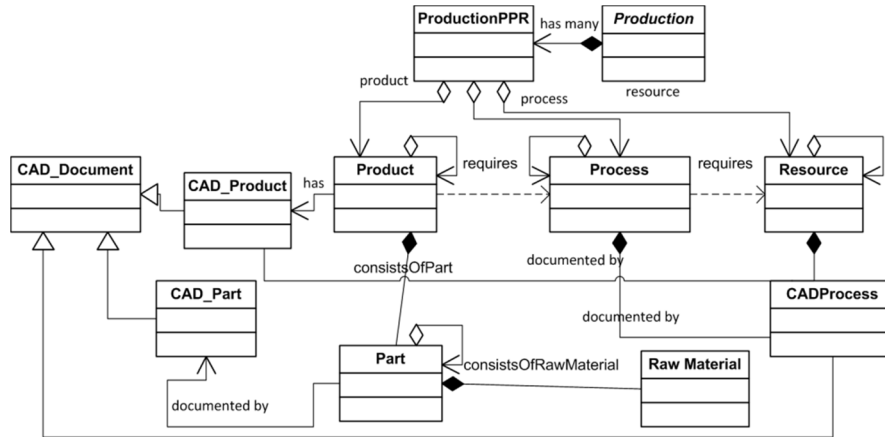 ProductionPPR
Production
has many
product
process
resource
CAD_Document
CAD_Product
has
Product
requires
Process
requires
Resource
consistsOfPart
documented by
CAD_Part
CADProcess
documented by
Part
consistsOfRawMaterial
Raw Material
documented by